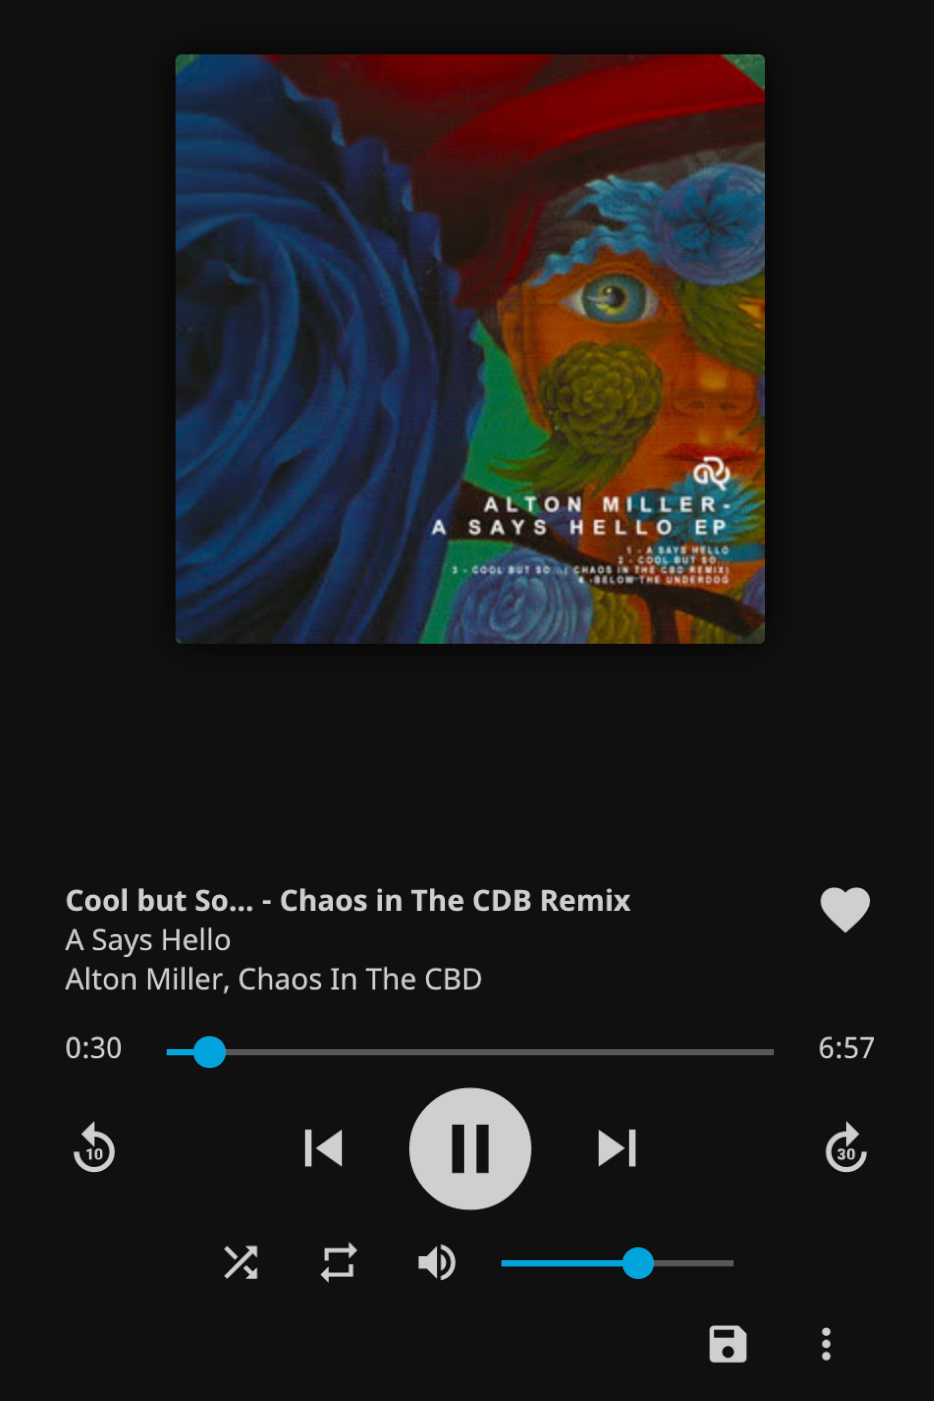 ALTON MILLER-
A SAYS HELLO EP
1 - A SAYS HELLO
2 - COOL BUT SO...
3 - COOL BUT SO...( CHAOS IN THE CBD REMIX)
4 -BELOW THE UNDERDOG
Cool but So... - Chaos in The CDB Remix
A Says Hello
Alton Miller, Chaos In The CBD
0:30
6:57
10
30